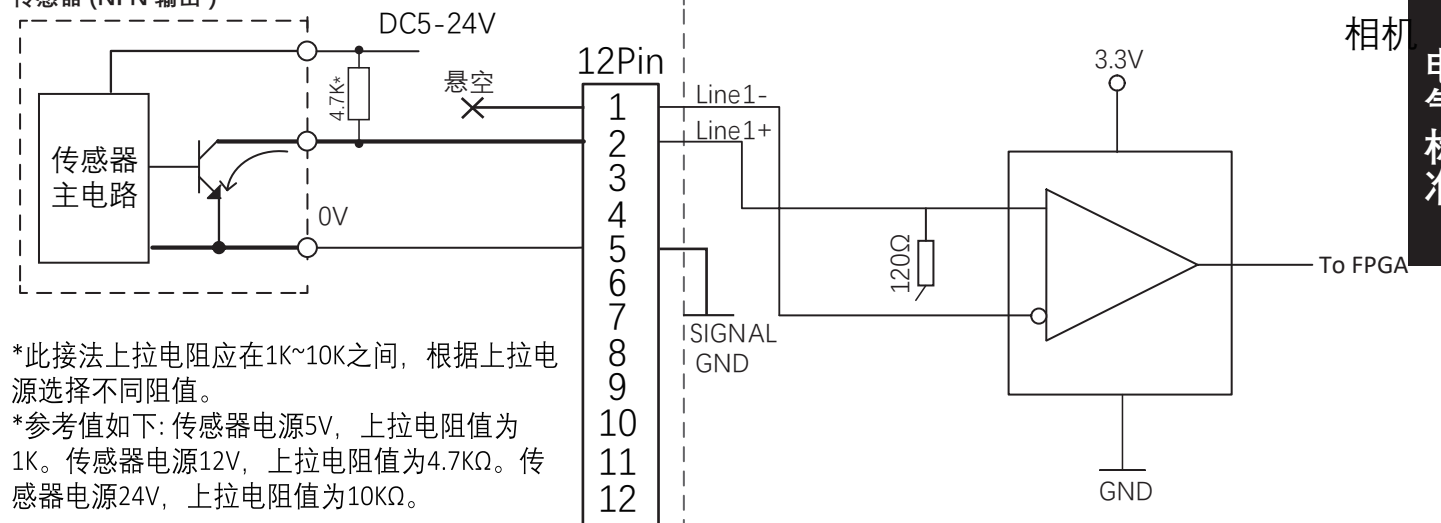 传感器 (NPN 输出 )
DC5-24V
相机
12Pin
3.3V
4.7K*
悬空
1
Line1-
2
Line1+
3
4
5
6
7
8
9
10
11
12
传感器
主电路
0V
120Ω
To FPGA
SIGNAL
GND
GND
*此接法上拉电阻应在1K~10K之间，根据上拉电
源选择不同阻值。
*参考值如下: 传感器电源5V，上拉电阻值为
1K。传感器电源12V，上拉电阻值为4.7KΩ。传
感器电源24V，上拉电阻值为10KΩ。